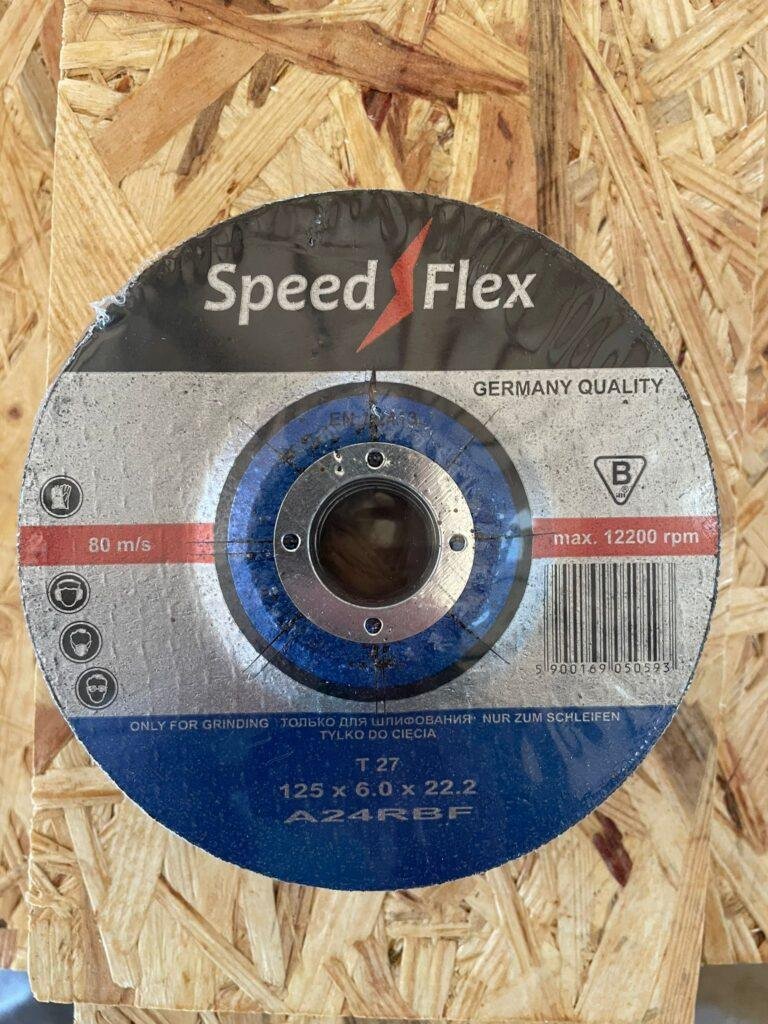 Speed Flex
GERMANY QUALITY
B
80 m/s
max. 12200 rpm
5 900169 050593
ONLY FOR GRINDING ТОЛЬКО ДЛЯ ШЛИФОВАНИЯ NUR ZUM SCHLEIFEN
TYLKO DO CIĘCIA
T 27
125 x 6.0 x 22.2
A24RBF